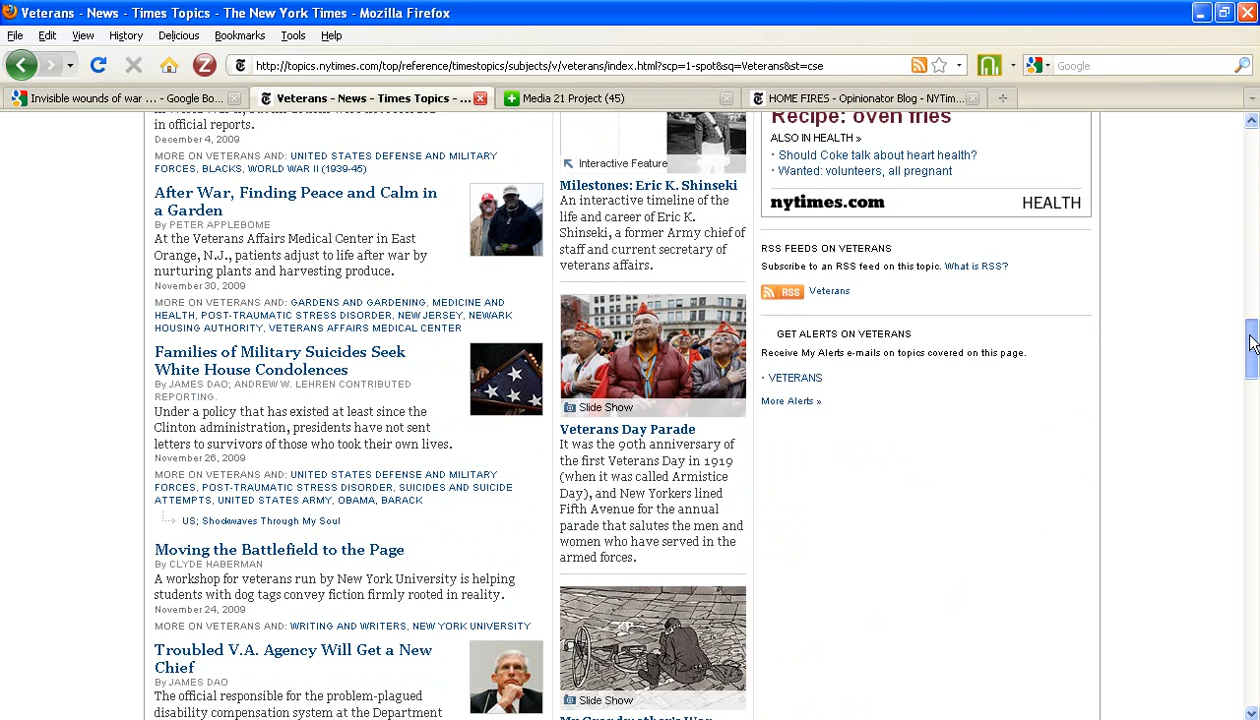 Veterans - News - Times Topics - The New York Times - Mozilla Firefox
File Edit View History Delicious Bookmarks Tools Help
http://topics.nytimes.com/top/reference/timestopics/subjects/v/veterans/index.html?scp=1-spot&sq=Veterans&st=cse
Google
Invisible wounds of war ... - Google Bo...
Veterans - News - Times Topics - ...
Media 21 Project (45)
HOME FIRES - Opinionator Blog - NYTim...
in official reports.
December 4, 2009
MORE ON VETERANS AND: UNITED STATES DEFENSE AND MILITARY
FORCES, BLACKS, WORLD WAR II (1939-45)
After War, Finding Peace and Calm in
a Garden
By PETER APPLEBOME
At the Veterans Affairs Medical Center in East
Orange, N.J., patients adjust to life after war by
nurturing plants and harvesting produce.
November 30, 2009
MORE ON VETERANS AND: GARDENS AND GARDENING, MEDICINE AND
HEALTH, POST-TRAUMATIC STRESS DISORDER, NEW JERSEY, NEWARK
HOUSING AUTHORITY, VETERANS AFFAIRS MEDICAL CENTER
Families of Military Suicides Seek
White House Condolences
By JAMES DAO; ANDREW W. LEHREN CONTRIBUTED
REPORTING.
Under a policy that has existed at least since the
Clinton administration, presidents have not sent
letters to survivors of those who took their own lives.
November 26, 2009
MORE ON VETERANS AND: UNITED STATES DEFENSE AND MILITARY
FORCES, POST-TRAUMATIC STRESS DISORDER, SUICIDES AND SUICIDE
ATTEMPTS, UNITED STATES ARMY, OBAMA, BARACK
US; Shockwaves Through My Soul
Moving the Battlefield to the Page
By CLYDE HABERMAN
A workshop for veterans run by New York University is helping
students with dog tags convey fiction firmly rooted in reality.
November 24, 2009
MORE ON VETERANS AND: WRITING AND WRITERS, NEW YORK UNIVERSITY
Troubled V.A. Agency Will Get a New
Chief
By JAMES DAO
The official responsible for the problem-plagued
disability compensation system at the Department
Interactive Feature
Milestones: Eric K. Shinseki
An interactive timeline of the
life and career of Eric K.
Shinseki, a former Army chief of
staff and current secretary of
veterans affairs.
Slide Show
Veterans Day Parade
It was the 90th anniversary of
the first Veterans Day in 1919
(when it was called Armistice
Day), and New Yorkers lined
Fifth Avenue for the annual
parade that salutes the men and
women who have served in the
armed forces.
Slide Show
My Grandmother's War
Recipe: oven fries
ALSO IN HEALTH »
Should Coke talk about heart health?
Wanted: volunteers, all pregnant
nytimes.com HEALTH
RSS FEEDS ON VETERANS
Subscribe to an RSS feed on this topic. What is RSS?
RSS Veterans
GET ALERTS ON VETERANS
Receive My Alerts e-mails on topics covered on this page.
VETERANS
More Alerts »